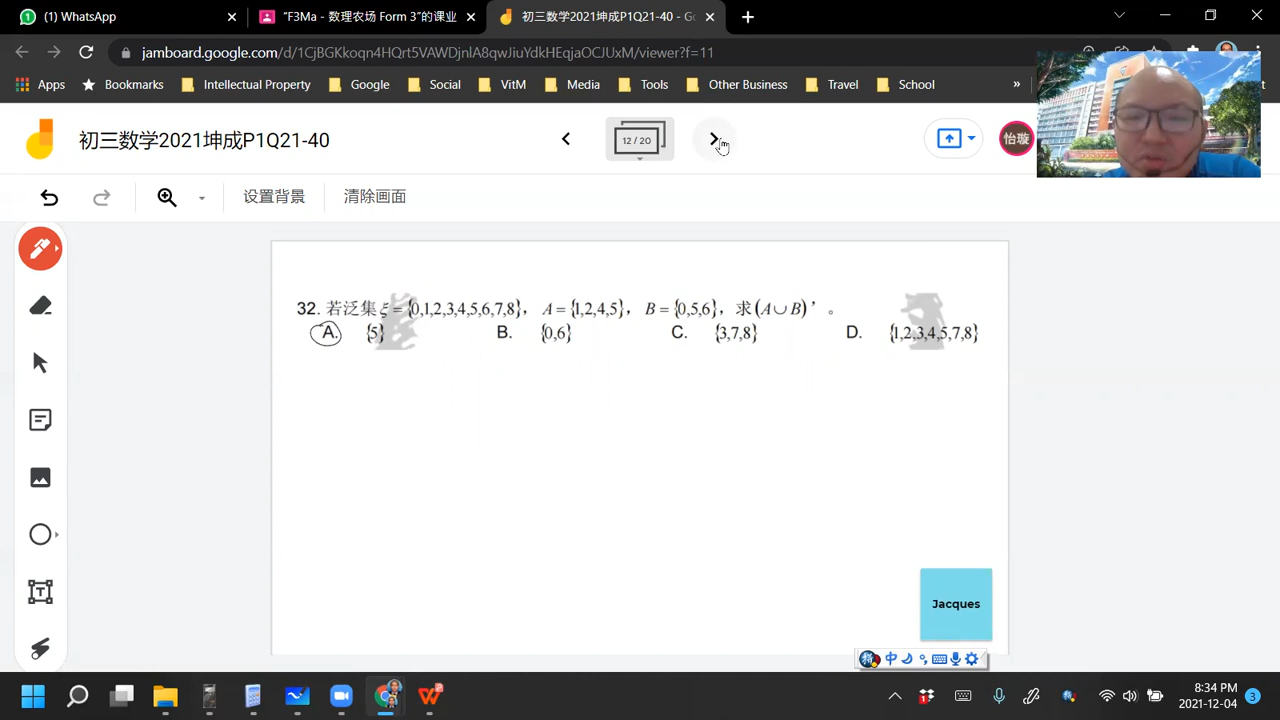 (1) WhatsApp
"F3Ma - 数理农场 Form 3"的课业
初三数学2021坤成P1Q21-40 - Go
jamboard.google.com/d/1CjBGKkogn4HQrt5VAWDjnlA8gwJiuYdkHEqjaOCJUxM/viewer?f=11
Apps
Bookmarks
Intellectual Property
Google
Social
VitM
Media
Tools
Other Business
Travel
School
»
初三数学2021坤成P1Q21-40
12 / 20
怡璇
设置背景
清除画面
32. 若泛集 ξ = {0,1,2,3,4,5,6,7,8}, A = {1,2,4,5}, B = {0,5,6}, 求 (A ∪ B)' 。
A. {5} B. {0,6} C. {3,7,8} D. {1,2,3,4,5,7,8}
Jacques
中
8:34 PM
2021-12-04
3